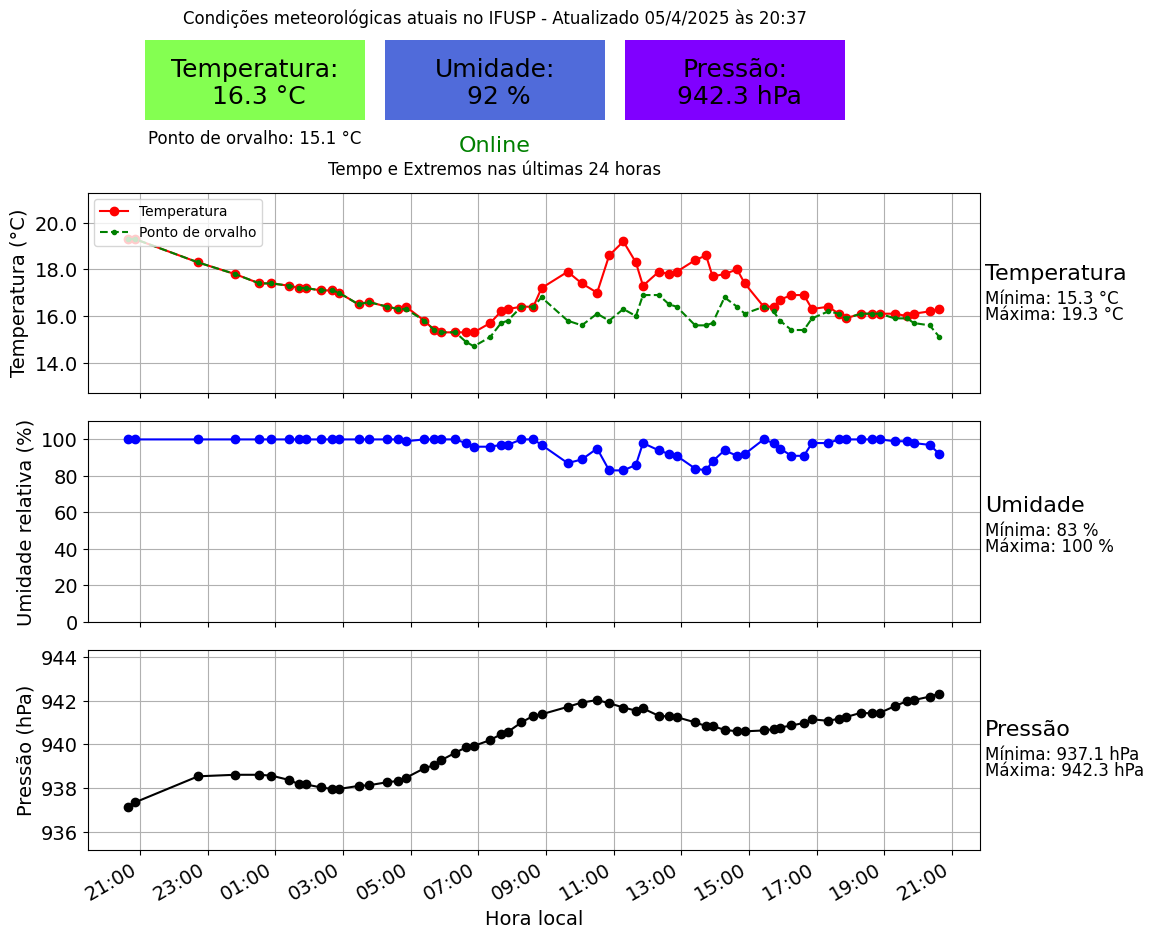 Condições meteorológicas atuais no IFUSP - Atualizado 05/4/2025 às 20:37
Temperatura:
16.3 °C
Umidade:
92 %
Pressão:
942.3 hPa
Ponto de orvalho: 15.1 °C
Online
Tempo e Extremos nas últimas 24 horas
Temperatura (°C)
20.0
18.0
16.0
14.0
Temperatura
Ponto de orvalho
Temperatura
Mínima: 15.3 °C
Máxima: 19.3 °C
Umidade relativa (%)
100
80
60
40
20
0
Umidade
Mínima: 83 %
Máxima: 100 %
Pressão (hPa)
944
942
940
938
936
Pressão
Mínima: 937.1 hPa
Máxima: 942.3 hPa
21:00 23:00 01:00 03:00 05:00 07:00 09:00 11:00 13:00 15:00 17:00 19:00 21:00
Hora local